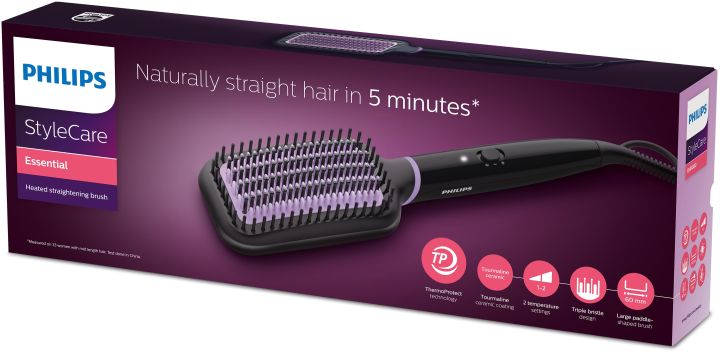 PHILIPS
StyleCare
Essential
Heated straightening brush
Naturally straight hair in 5 minutes*
PHILIPS
TP
ThermoProtect
technology
Tourmaline
ceramic
Tourmaline
ceramic coating
1-2
2 temperature
settings
Triple bristle
design
60 mm
Large paddle-
shaped brush
PHILIPS
StyleCare